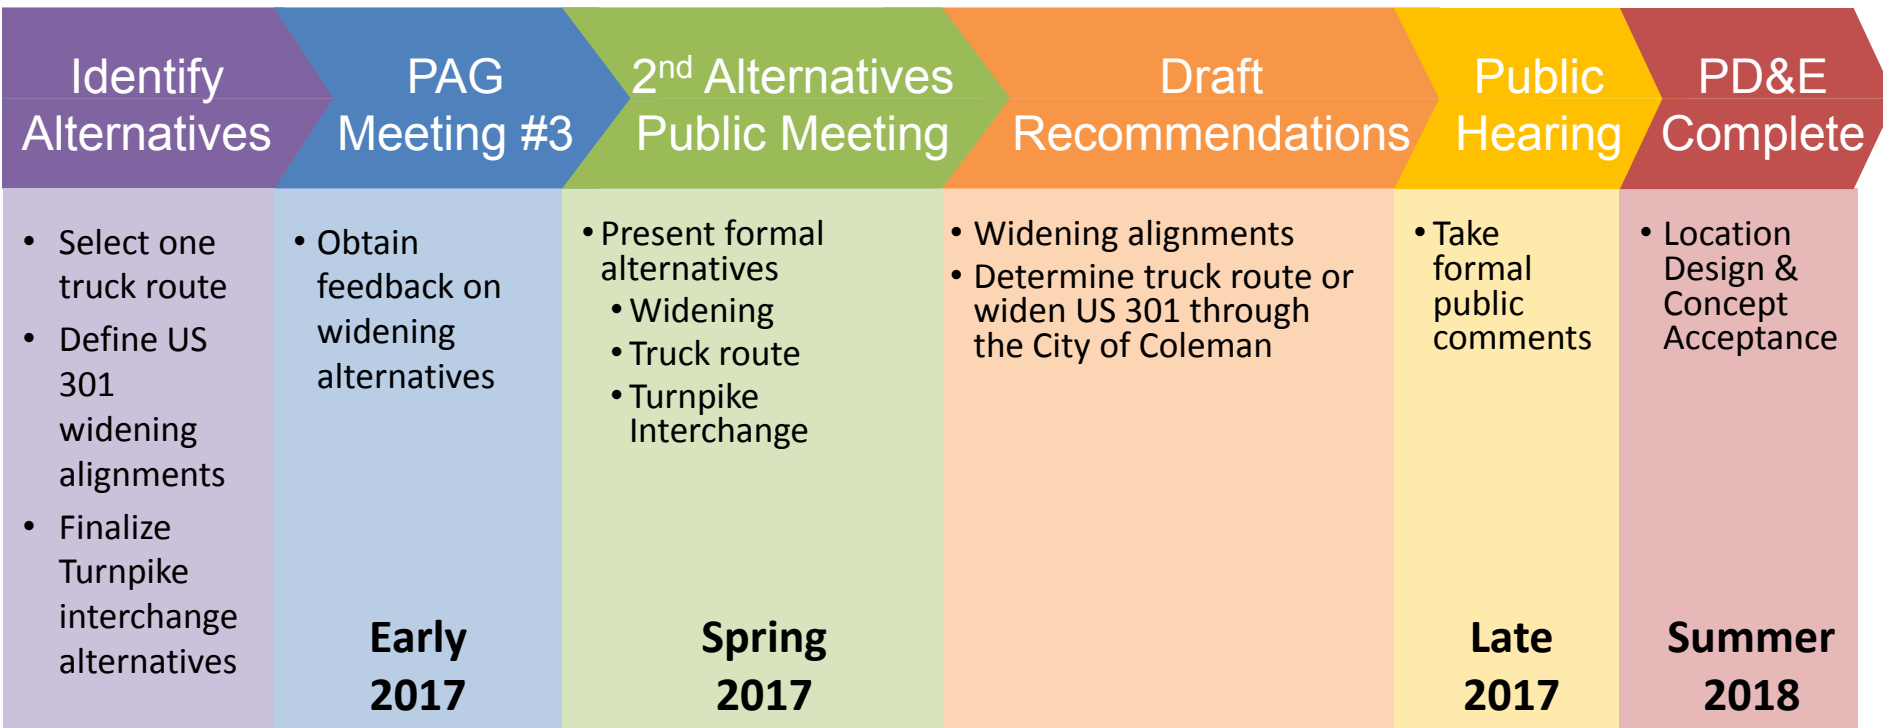 Identify
Alternatives
PAG
Meeting #3
2nd Alternatives
Public Meeting
Draft
Recommendations
Public
Hearing
PD&E
Complete
• Select one
truck route
• Define US
301
widening
alignments
• Finalize
Turnpike
interchange
alternatives
• Obtain
feedback on
widening
alternatives
Early
2017
• Present formal
alternatives
• Widening
• Truck route
• Turnpike
Interchange
Spring
2017
• Widening alignments
• Determine truck route or
widen US 301 through
the City of Coleman
• Take
formal
public
comments
Late
2017
• Location
Design &
Concept
Acceptance
Summer
2018